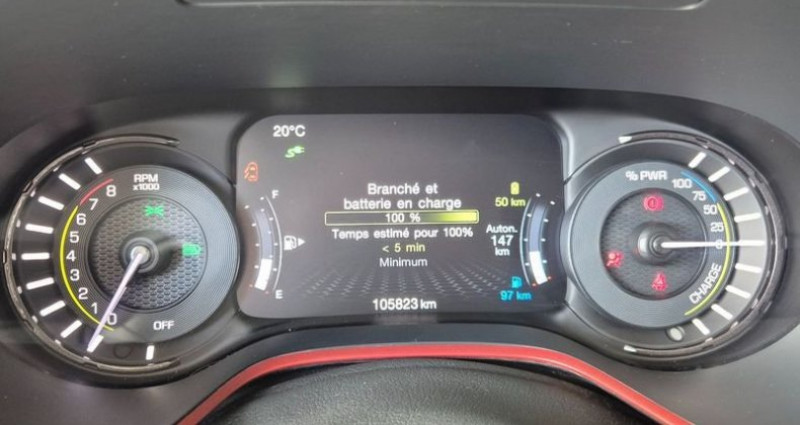 20°C
RPM
x1000
8
7
6
5
4
3
2
1
0
OFF
F
E
Branché et
batterie en charge
100 %
Temps estimé pour 100%
< 5 min
Minimum
50 km
Auton.
147
km
97 km
105823 km
% PWR
100
75
50
25
0
CHARGE